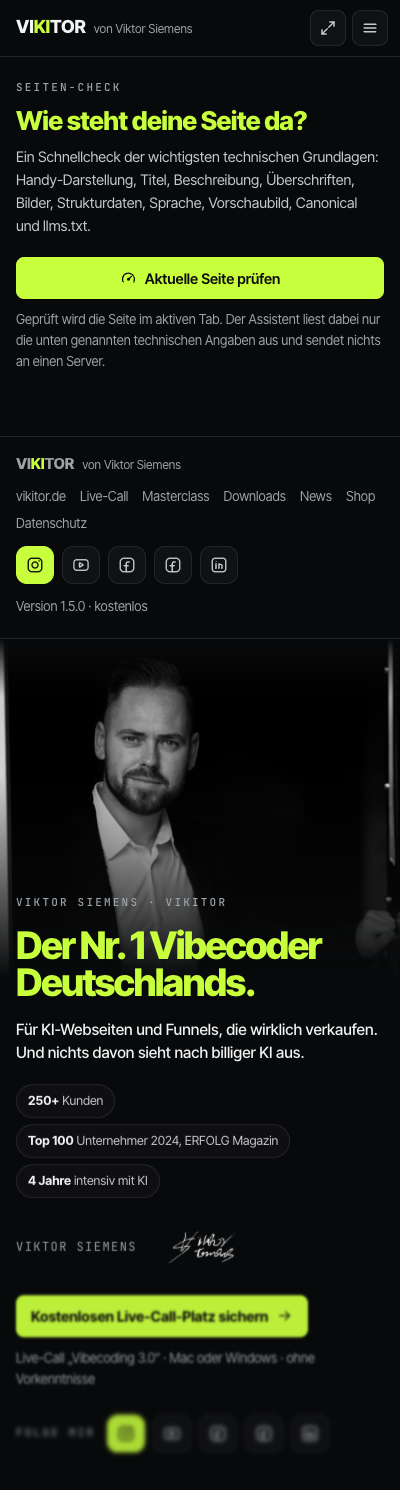 VIKITOR von Viktor Siemens
SEITEN-CHECK
Wie steht deine Seite da?
Ein Schnellcheck der wichtigsten technischen Grundlagen:
Handy-Darstellung, Titel, Beschreibung, Überschriften,
Bilder, Strukturdaten, Sprache, Vorschaubild, Canonical
und llms.txt.
Aktuelle Seite prüfen
Geprüft wird die Seite im aktiven Tab. Der Assistent liest dabei nur
die unten genannten technischen Angaben aus und sendet nichts
an einen Server.
VIKITOR von Viktor Siemens
vikitor.de Live-Call Masterclass Downloads News Shop
Datenschutz
Version 1.5.0 · kostenlos
VIKTOR SIEMENS · VIKITOR
Der Nr. 1 Vibecoder
Deutschlands.
Für KI-Webseiten und Funnels, die wirklich verkaufen.
Und nichts davon sieht nach billiger KI aus.
250+ Kunden
Top 100 Unternehmer 2024, ERFOLG Magazin
4 Jahre intensiv mit KI
VIKTOR SIEMENS
Kostenlosen Live-Call-Platz sichern →
Live-Call „Vibecoding 3.0“ · Mac oder Windows · ohne
Vorkenntnisse
FOLGE MIR